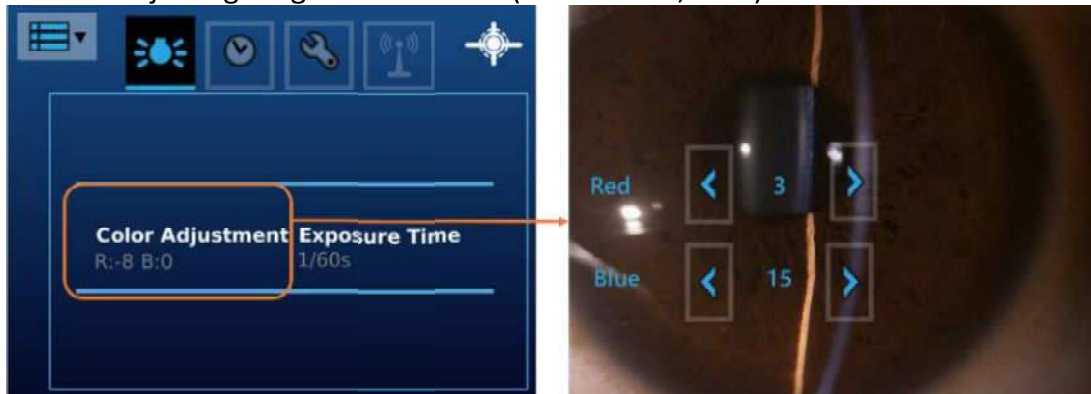 Color Adjustment Exposure Time
R:-8 B:0 1/60s
Red < 3 >
Blue < 15 >